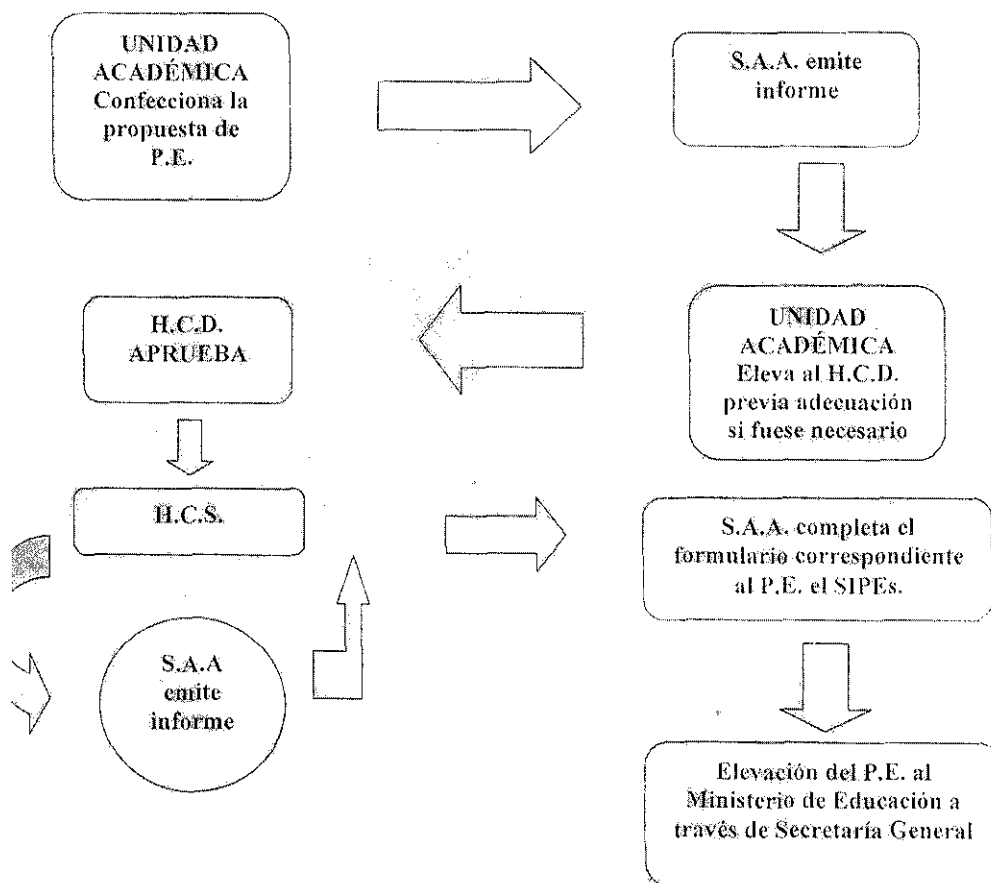 UNIDAD
ACADÉMICA
Confecciona la
propuesta de
P.E.
S.A.A. emite
informe
UNIDAD
ACADÉMICA
Eleva al H.C.D.
previa adecuación
si fuese necesario
H.C.D.
APRUEBA
H.C.S.
S.A.A
emite
informe
S.A.A. completa el
formulario correspondiente
al P.E. el SIPEs.
Elevación del P.E. al
Ministerio de Educación a
través de Secretaría General